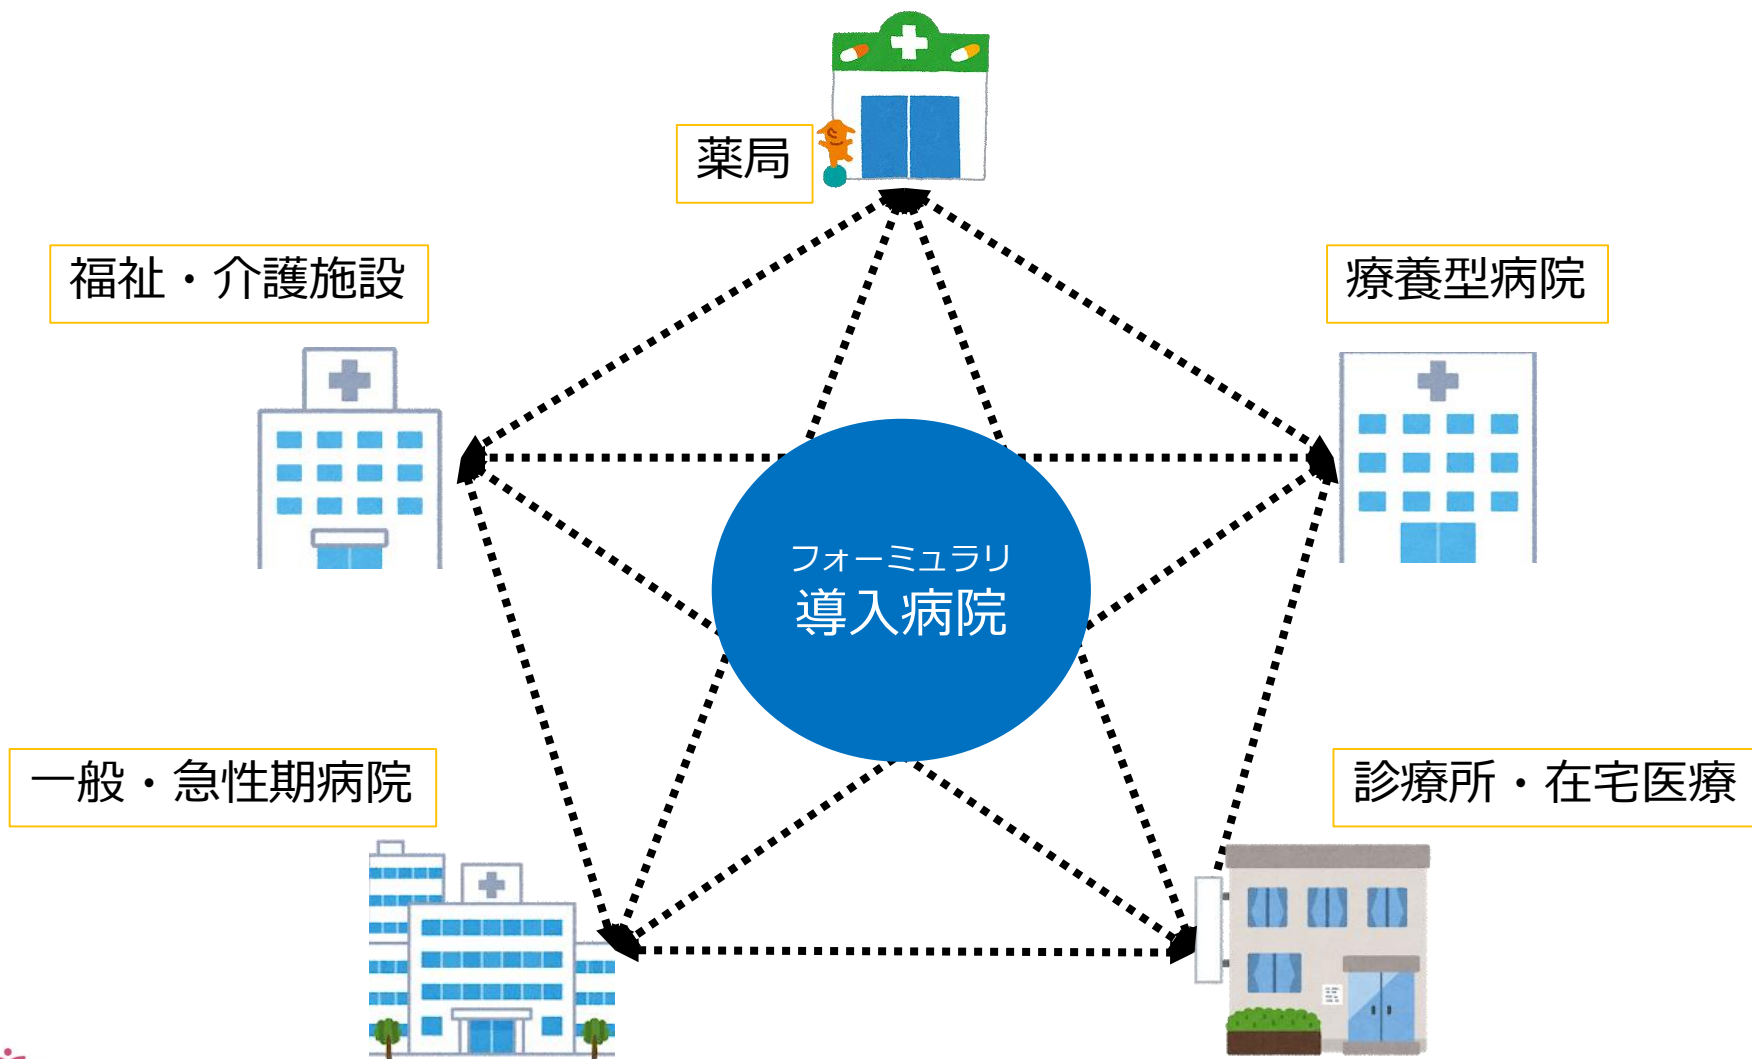 薬局
福祉・介護施設
療養型病院
フォーミュラリ
導入病院
一般・急性期病院
診療所・在宅医療